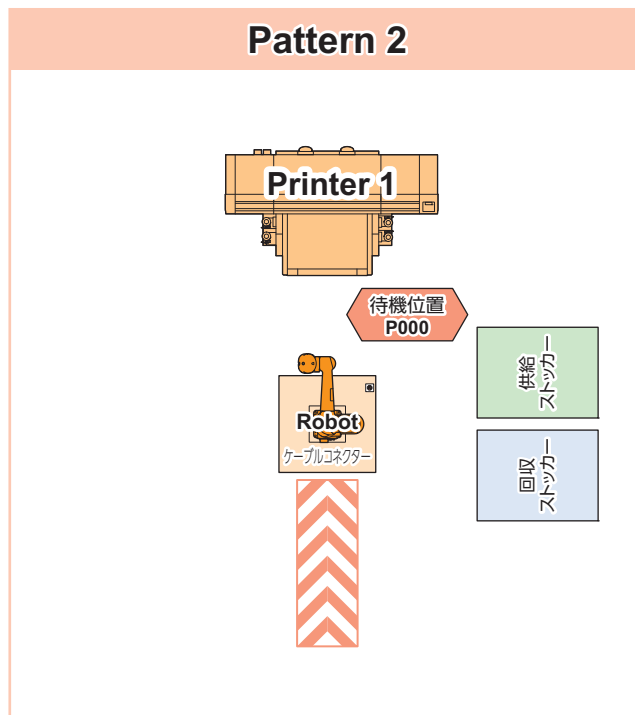 Pattern 2
Printer 1
待機位置
P000
供給
ストッカー
Robot
ケーブルコネクター
回収
ストッカー